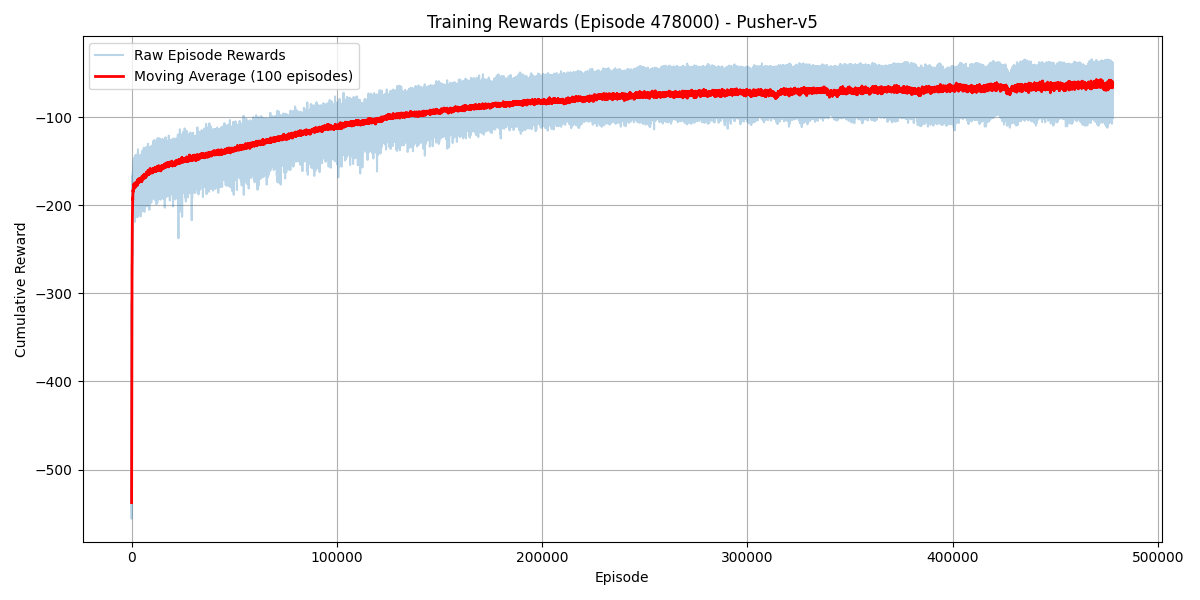 Training Rewards (Episode 478000) - Pusher-v5
Raw Episode Rewards
Moving Average (100 episodes)
Cumulative Reward
−100
−200
−300
−400
−500
0
100000
200000
300000
400000
500000
Episode